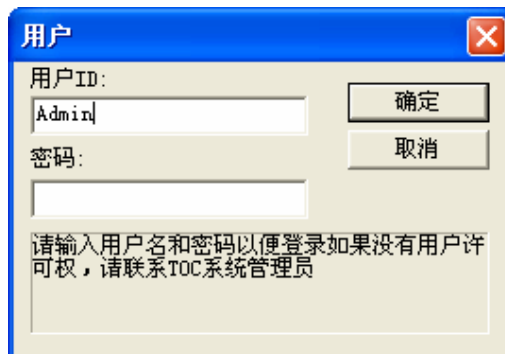 用户
用户ID:
Admin
确定
密码:
取消
请输入用户名和密码以便登录如果没有用户许
可权，请联系TOC系统管理员